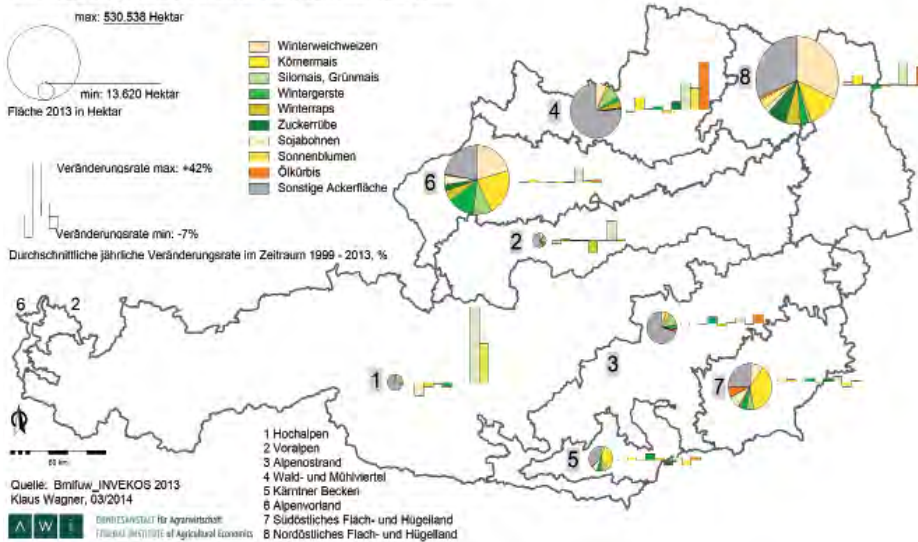 max: 530.538 Hektar
min: 13.620 Hektar
Fläche 2013 in Hektar
Winterweichweizen
Körnermais
Silomais, Grünmais
Wintergerste
Winterraps
Zuckerrübe
Sojabohnen
Sonnenblumen
Ölkürbis
Sonstige Ackerfläche
Veränderungsrate max: +42%
Veränderungsrate min: -7%
Durchschnittliche jährliche Veränderungsrate im Zeitraum 1999 - 2013, %
8
4
6
2
6
2
3
1
7
5
60 km
1 Hochalpen
2 Voralpen
3 Alpenostrand
4 Wald- und Mühlviertel
5 Kärntner Becken
6 Alpenvorland
7 Südöstliches Flach- und Hügelland
8 Nordöstliches Flach- und Hügelland
Quelle: Bmlfuw_INVEKOS 2013
Klaus Wagner, 03/2014
A W I
BUNDESANSTALT für Agrarwirtschaft
FEDERAL INSTITUTE of Agricultural Economics